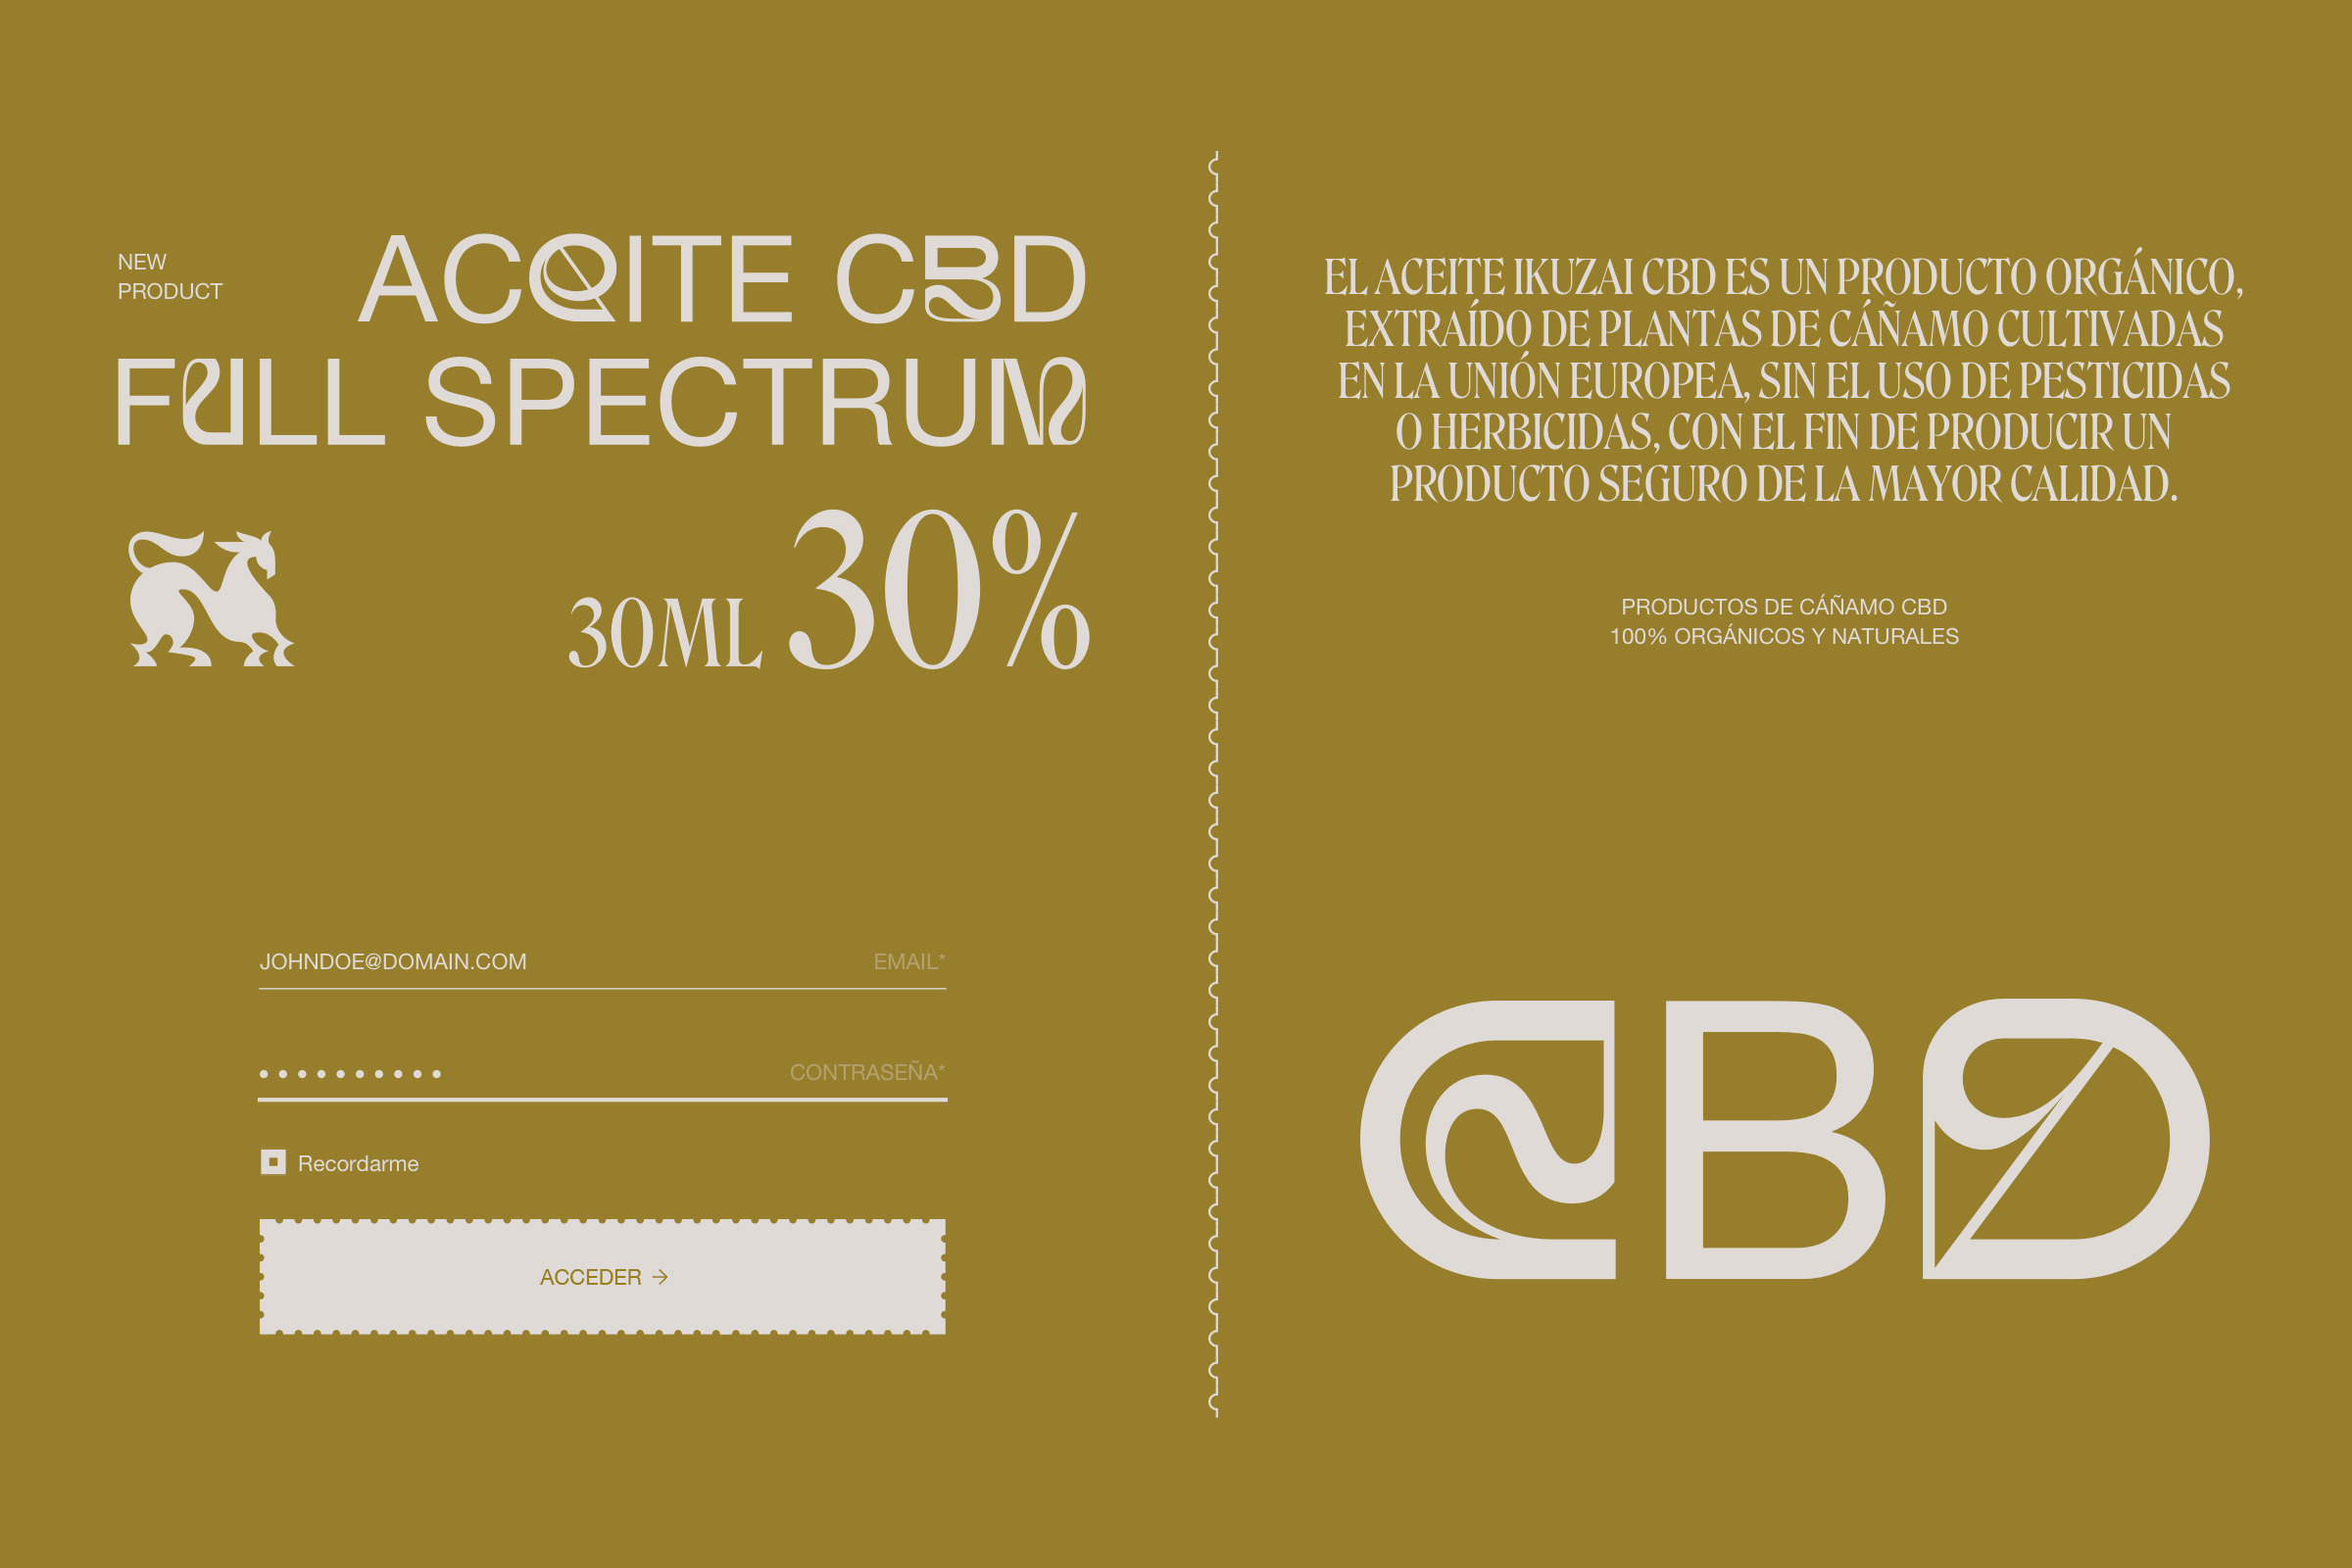 NEW
PRODUCT
ACEITE CBD
FULL SPECTRUM
30ML 30%
JOHNDOE@DOMAIN.COM EMAIL*
•••••••••• CONTRASEÑA*
Recordarme
ACCEDER →
EL ACEITE IKUZAI CBD ES UN PRODUCTO ORGÁNICO,
EXTRAÍDO DE PLANTAS DE CÁÑAMO CULTIVADAS
EN LA UNIÓN EUROPEA, SIN EL USO DE PESTICIDAS
O HERBICIDAS, CON EL FIN DE PRODUCIR UN
PRODUCTO SEGURO DE LA MAYOR CALIDAD.
PRODUCTOS DE CÁÑAMO CBD
100% ORGÁNICOS Y NATURALES
CBD